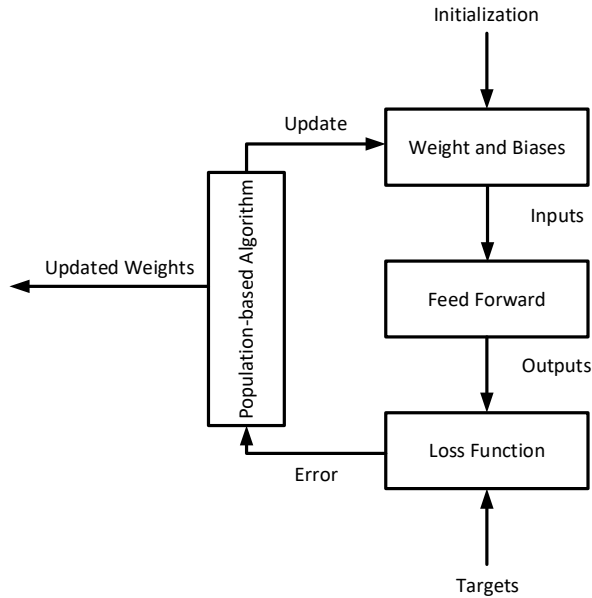 Initialization
Update
Weight and Biases
Inputs
Updated Weights
Population-based Algorithm
Feed Forward
Outputs
Loss Function
Error
Targets